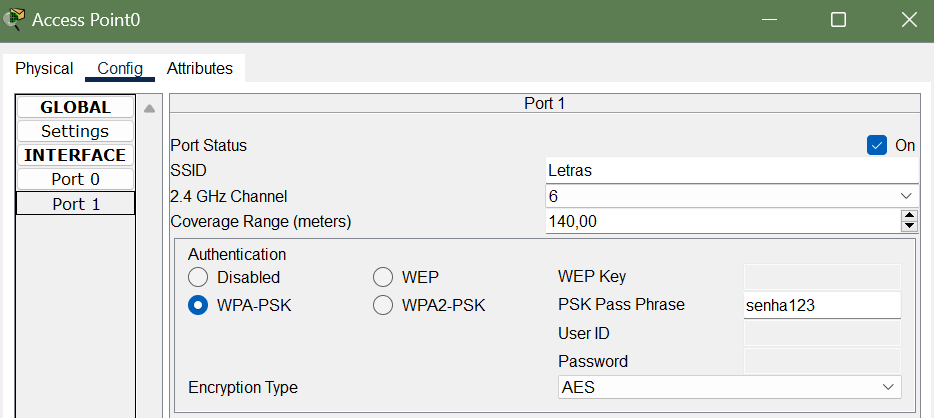 Access Point0
Physical Config Attributes
GLOBAL
Settings
INTERFACE
Port 0
Port 1
Port 1
Port Status On
SSID Letras
2.4 GHz Channel 6
Coverage Range (meters) 140,00
Authentication
Disabled WEP WEP Key
WPA-PSK WPA2-PSK PSK Pass Phrase senha123
User ID
Password
Encryption Type AES